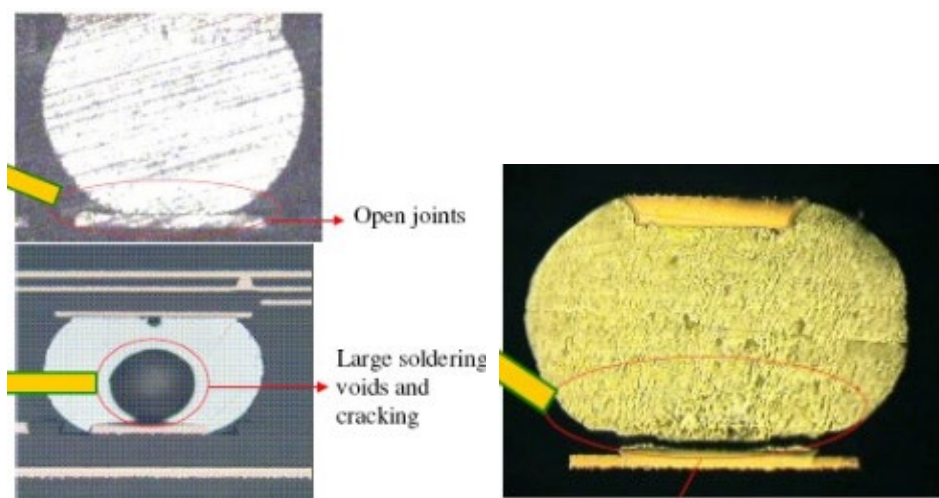 Open joints
Large soldering
voids and
cracking